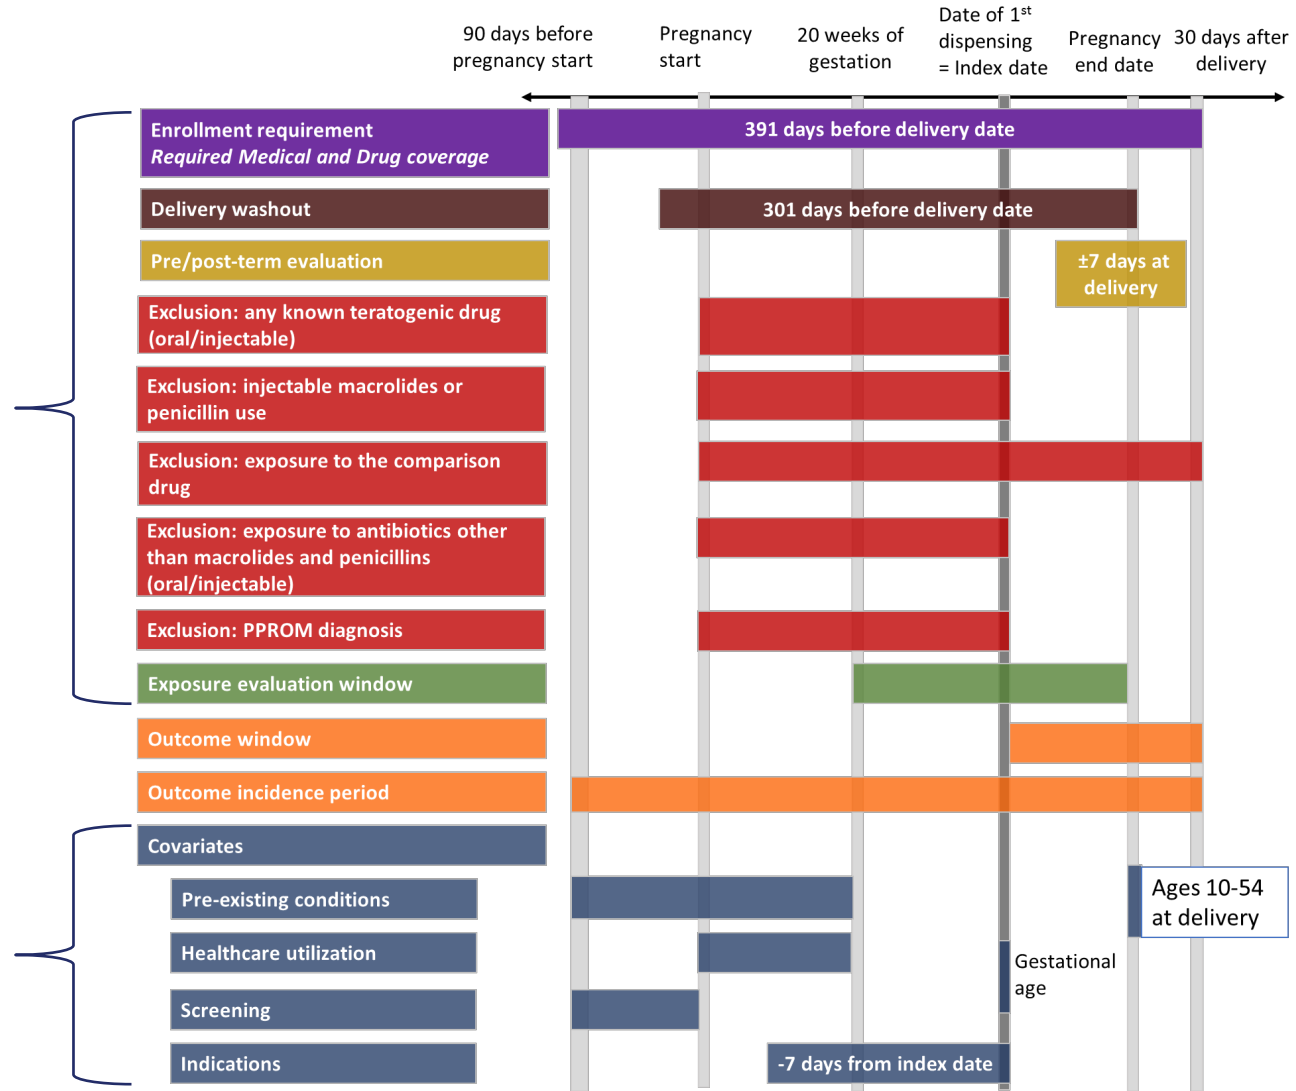 90 days before
pregnancy start
Pregnancy
start
20 weeks of
gestation
Date of 1st
dispensing
= Index date
Pregnancy
end date
30 days after
delivery
Enrollment requirement
Required Medical and Drug coverage
391 days before delivery date
Delivery washout
301 days before delivery date
Pre/post-term evaluation
±7 days at
delivery
Exclusion: any known teratogenic drug
(oral/injectable)
Exclusion: injectable macrolides or
penicillin use
Exclusion: exposure to the comparison
drug
Exclusion: exposure to antibiotics other
than macrolides and penicillins
(oral/injectable)
Exclusion: PPROM diagnosis
Exposure evaluation window
Outcome window
Outcome incidence period
Covariates
Pre-existing conditions
Ages 10-54
at delivery
Healthcare utilization
Gestational
age
Screening
Indications
-7 days from index date